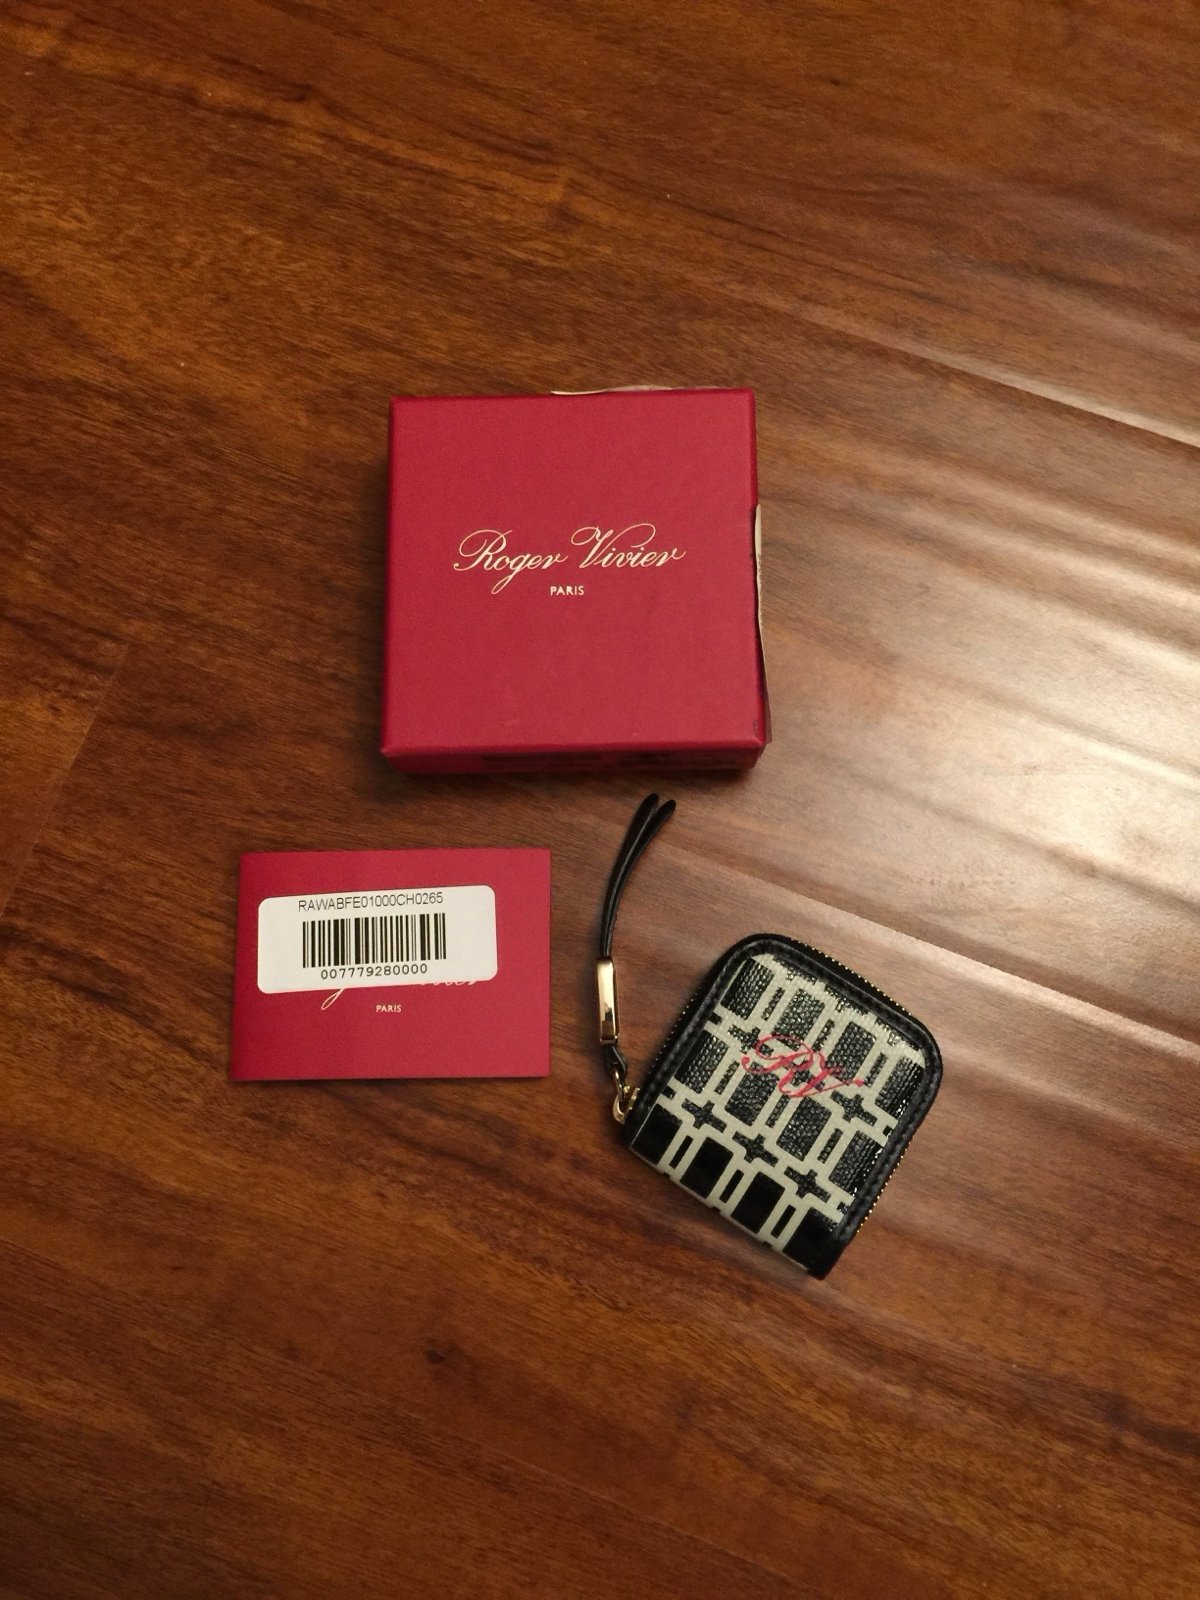 Roger Vivier
PARIS
RAWABFE01000CH0265
007779280000
PARIS
RV